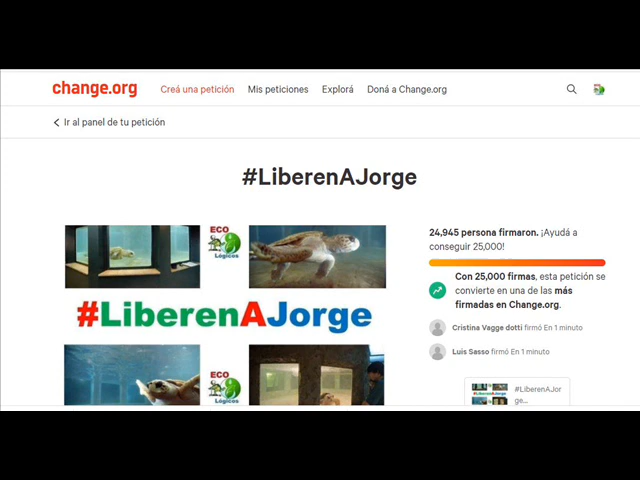 change.org
Creá una petición Mis peticiones Explorá Doná a Change.org
Ir al panel de tu petición
#LiberenAJorge
ECO
Lógicos
#LiberenAJorge
ECO
Lógicos
24,945 persona firmaron. ¡Ayudá a
conseguir 25,000!
Con 25,000 firmas, esta petición se
convierte en una de las más
firmadas en Change.org.
Cristina Vagge dotti firmó En 1 minuto
Luis Sasso firmó En 1 minuto
#LiberenAJor
ge...
#LiberenAJorge